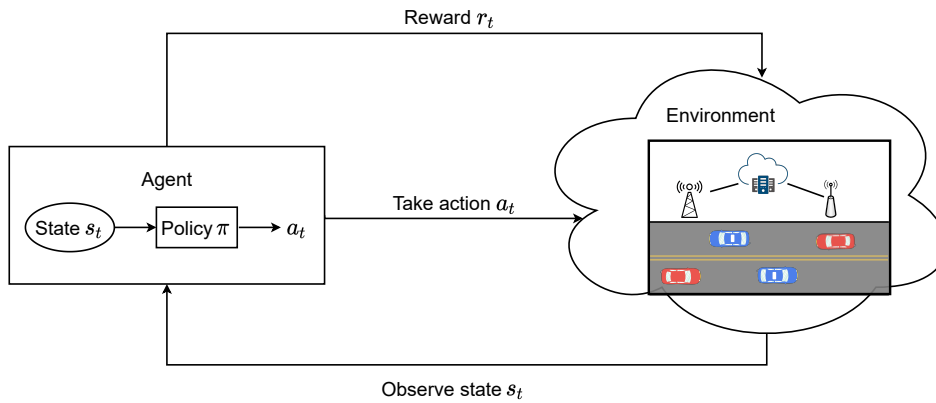 Reward r_t
Environment
Agent
Take action a_t
State s_t
Policy π
a_t
Observe state s_t